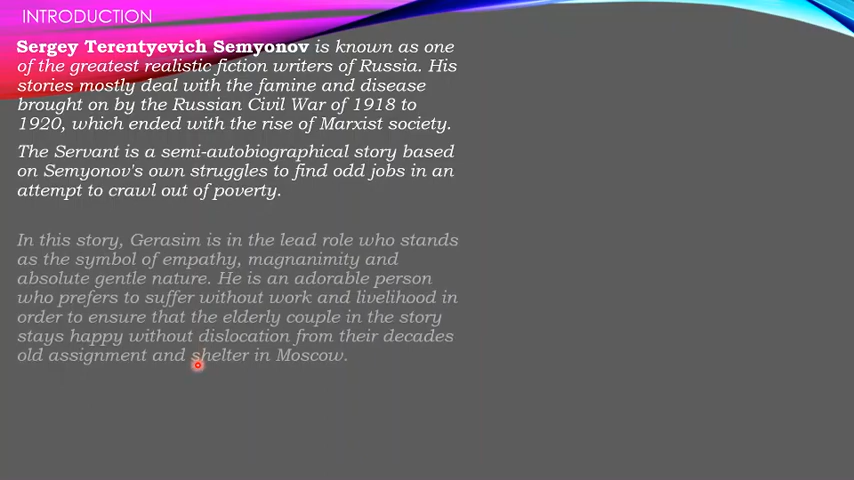 INTRODUCTION
Sergey Terentyevich Semyonov is known as one
of the greatest realistic fiction writers of Russia. His
stories mostly deal with the famine and disease
brought on by the Russian Civil War of 1918 to
1920, which ended with the rise of Marxist society.
The Servant is a semi-autobiographical story based
on Semyonov's own struggles to find odd jobs in an
attempt to crawl out of poverty.
In this story, Gerasim is in the lead role who stands
as the symbol of empathy, magnanimity and
absolute gentle nature. He is an adorable person
who prefers to suffer without work and livelihood in
order to ensure that the elderly couple in the story
stays happy without dislocation from their decades
old assignment and shelter in Moscow.